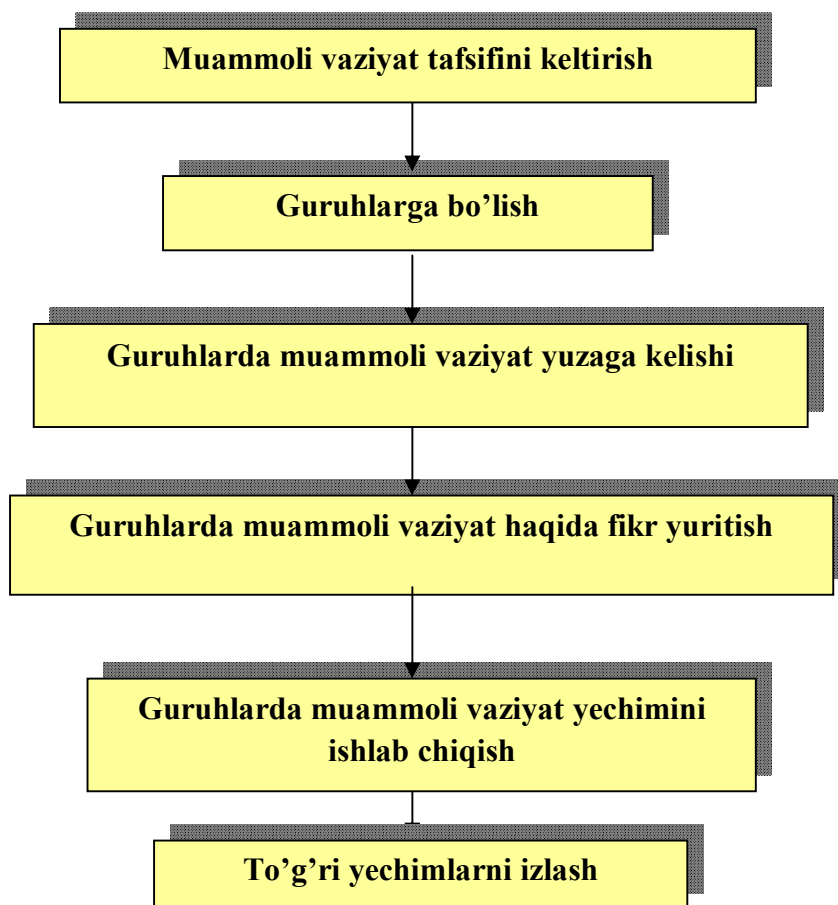 Muammoli vaziyat tafsifini keltirish
Guruhlarga bo’lish
Guruhlarda muammoli vaziyat yuzaga kelishi
Guruhlarda muammoli vaziyat haqida fikr yuritish
Guruhlarda muammoli vaziyat yechimini
ishlab chiqish
To’g’ri yechimlarni izlash